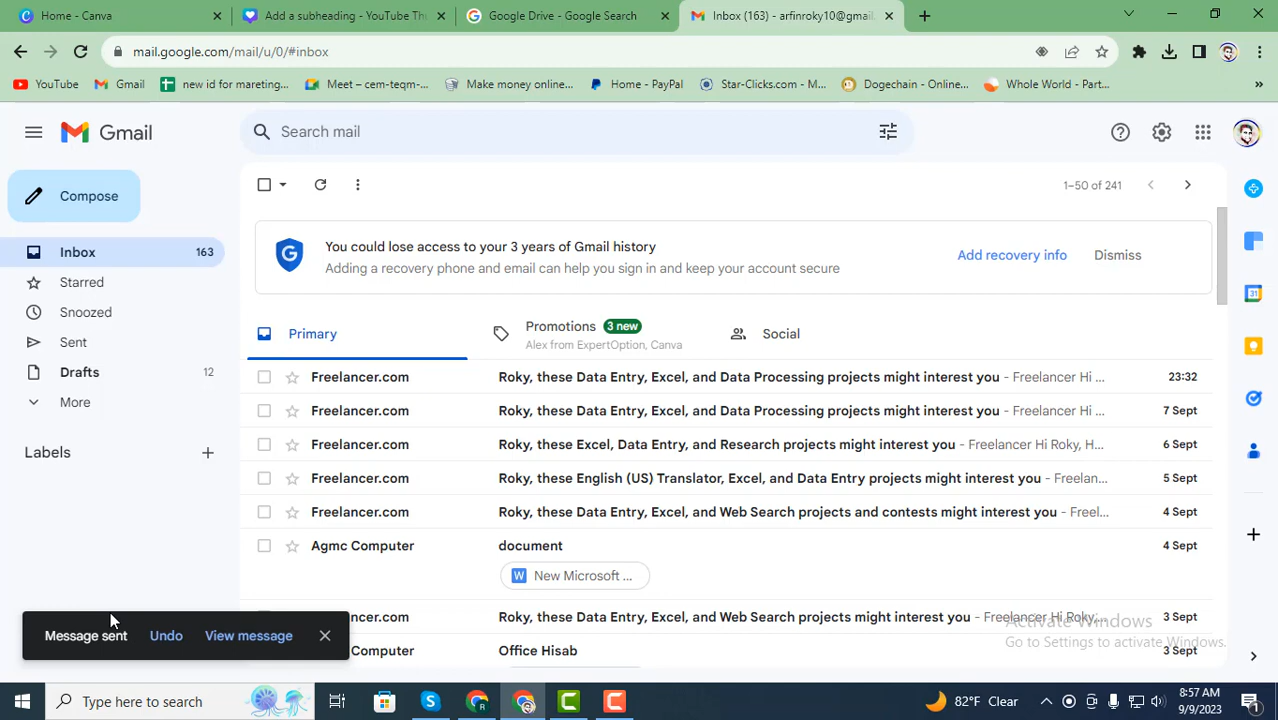 Home - Canva
Add a subheading - YouTube Thu
Google Drive - Google Search
Inbox (163) - arfinroky10@gmail.
mail.google.com/mail/u/0/#inbox
YouTube
Gmail
new id for mareting...
Meet – cem-teqm-...
Make money online...
Home - PayPal
Star-Clicks.com - M...
Dogechain - Online...
Whole World - Part...
Gmail
Search mail
Compose
1–50 of 241
Inbox 163
Starred
Snoozed
Sent
Drafts 12
More
Labels
You could lose access to your 3 years of Gmail history
Adding a recovery phone and email can help you sign in and keep your account secure
Add recovery info
Dismiss
Primary
Promotions 3 new
Alex from ExpertOption, Canva
Social
Freelancer.com Roky, these Data Entry, Excel, and Data Processing projects might interest you - Freelancer Hi ... 23:32
Freelancer.com Roky, these Data Entry, Excel, and Data Processing projects might interest you - Freelancer Hi ... 7 Sept
Freelancer.com Roky, these Excel, Data Entry, and Research projects might interest you - Freelancer Hi Roky, H... 6 Sept
Freelancer.com Roky, these English (US) Translator, Excel, and Data Entry projects might interest you - Freelan... 5 Sept
Freelancer.com Roky, these Data Entry, Excel, and Web Search projects and contests might interest you - Freel... 4 Sept
Agmc Computer document 4 Sept
New Microsoft ...
Freelancer.com Roky, these Data Entry, Excel, and Web Search projects might interest you - Freelancer Hi Roky,... 3 Sept
Computer Office Hisab 3 Sept
Message sent Undo View message
Activate Windows
Go to Settings to activate Windows.
Type here to search
82°F Clear
8:57 AM
9/9/2023
1